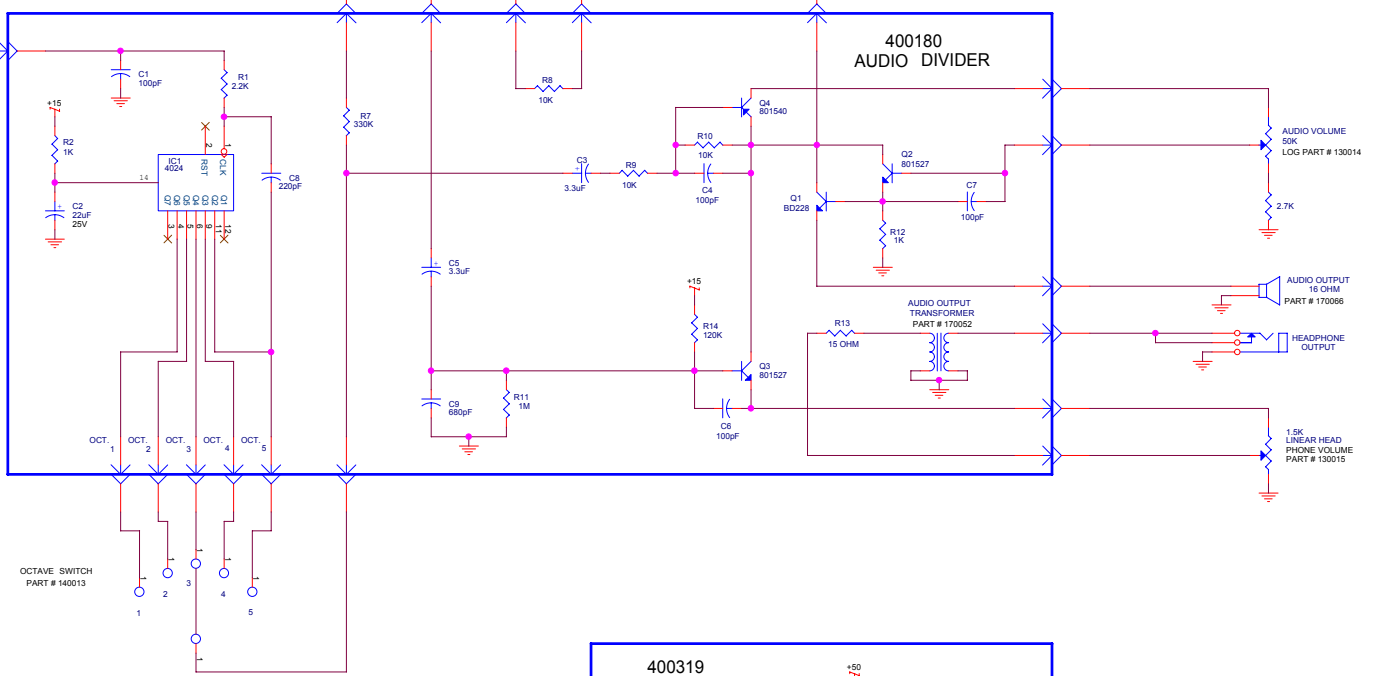 400180
AUDIO DIVIDER
C1
100pF
R1
2.2K
+15
R2
1K
C2
22uF
25V
14
IC1
4024
2
RST
1
CLK
Q7
Q6
Q5
Q4
Q3
Q2
Q1
3
4
5
6
9
11
12
C8
220pF
R7
330K
R8
10K
C3
3.3uF
R9
10K
R10
10K
C4
100pF
Q4
801540
Q2
801527
Q1
BD228
C7
100pF
R12
1K
C5
3.3uF
+15
R14
120K
Q3
801527
C9
680pF
R11
1M
C6
100pF
AUDIO OUTPUT
TRANSFORMER
PART # 170052
R13
15 OHM
AUDIO VOLUME
50K
LOG PART # 130014
2.7K
AUDIO OUTPUT
16 OHM
PART # 170066
HEADPHONE
OUTPUT
1.5K
LINEAR HEAD
PHONE VOLUME
PART # 130015
OCT.
1
OCT.
2
OCT.
3
OCT.
4
OCT.
5
OCTAVE SWITCH
PART # 140013
1
1
1
1
1
1
2
3
4
5
1
400319
+50